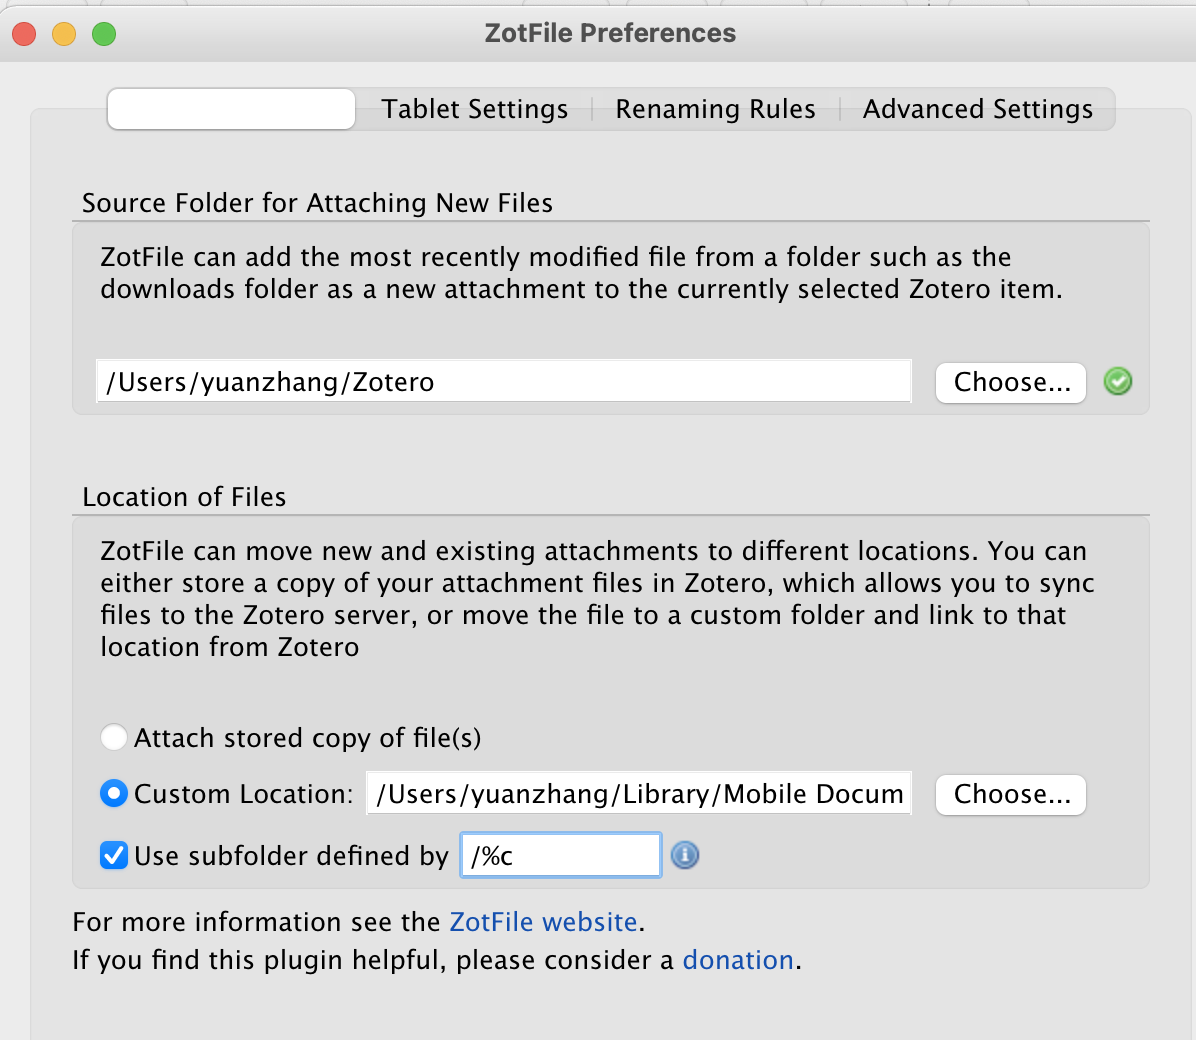 ZotFile Preferences
Tablet Settings
Renaming Rules
Advanced Settings
Source Folder for Attaching New Files
ZotFile can add the most recently modified file from a folder such as the
downloads folder as a new attachment to the currently selected Zotero item.
/Users/yuanzhang/Zotero
Choose...
Location of Files
ZotFile can move new and existing attachments to different locations. You can
either store a copy of your attachment files in Zotero, which allows you to sync
files to the Zotero server, or move the file to a custom folder and link to that
location from Zotero
Attach stored copy of file(s)
Custom Location:
/Users/yuanzhang/Library/Mobile Docum
Choose...
Use subfolder defined by
/%c
For more information see the ZotFile website.
If you find this plugin helpful, please consider a donation.